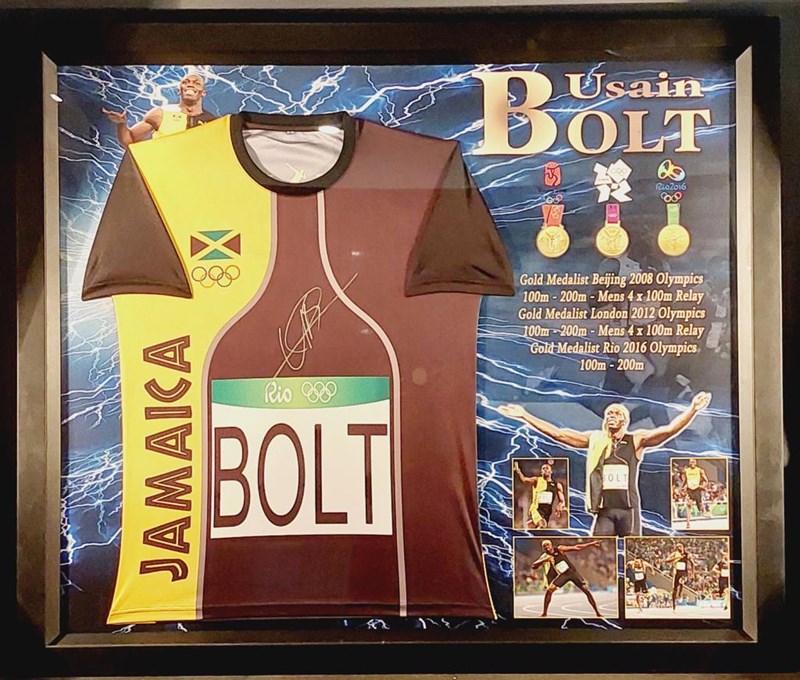 Usain
BOLT
Rio2016
Gold Medalist Beijing 2008 Olympics
100m - 200m - Mens 4 x 100m Relay
Gold Medalist London 2012 Olympics
100m - 200m - Mens 4 x 100m Relay
Gold Medalist Rio 2016 Olympics
100m - 200m
JAMAICA
Rio
BOLT
BOLT